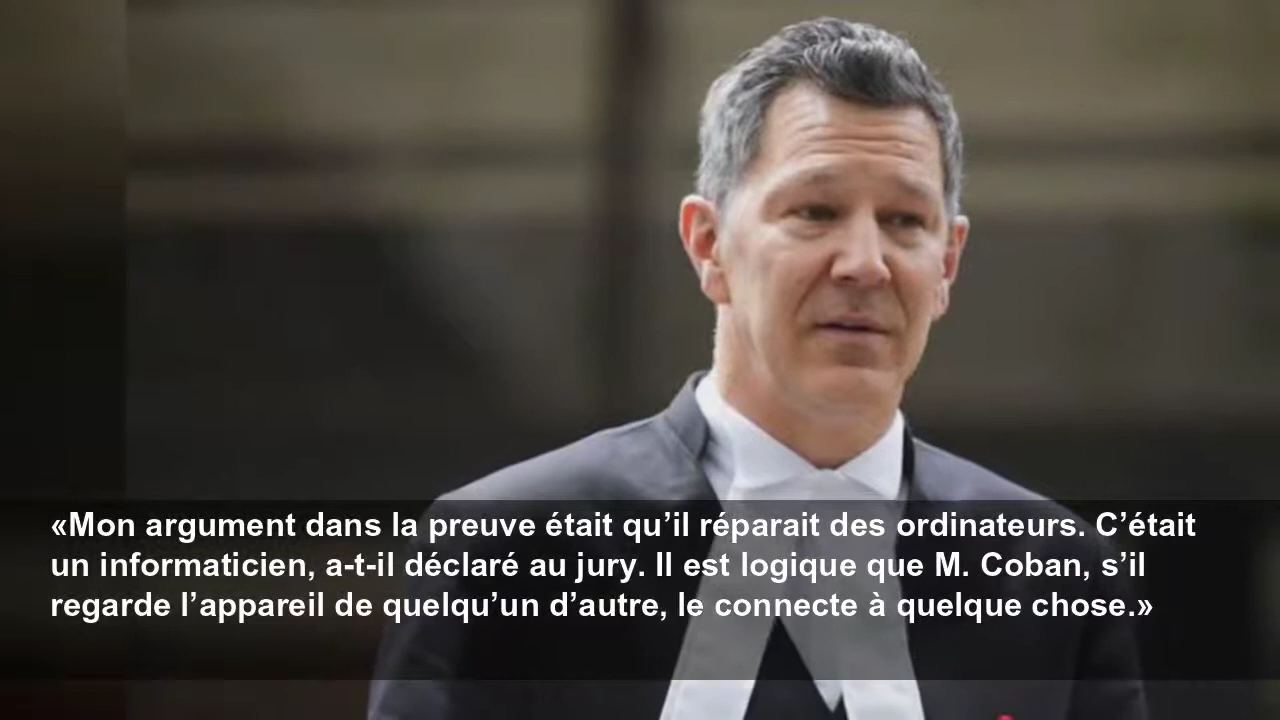 «Mon argument dans la preuve était qu’il réparait des ordinateurs. C’était
un informaticien, a-t-il déclaré au jury. Il est logique que M. Coban, s’il
regarde l’appareil de quelqu’un d’autre, le connecte à quelque chose.»